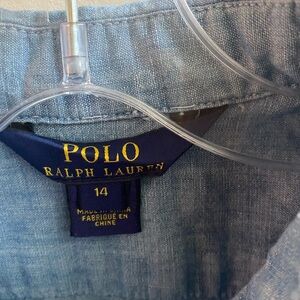 POLO
RALPH LAUREN
14
MADE IN CHINA
FABRIQUÉ EN
CHINE